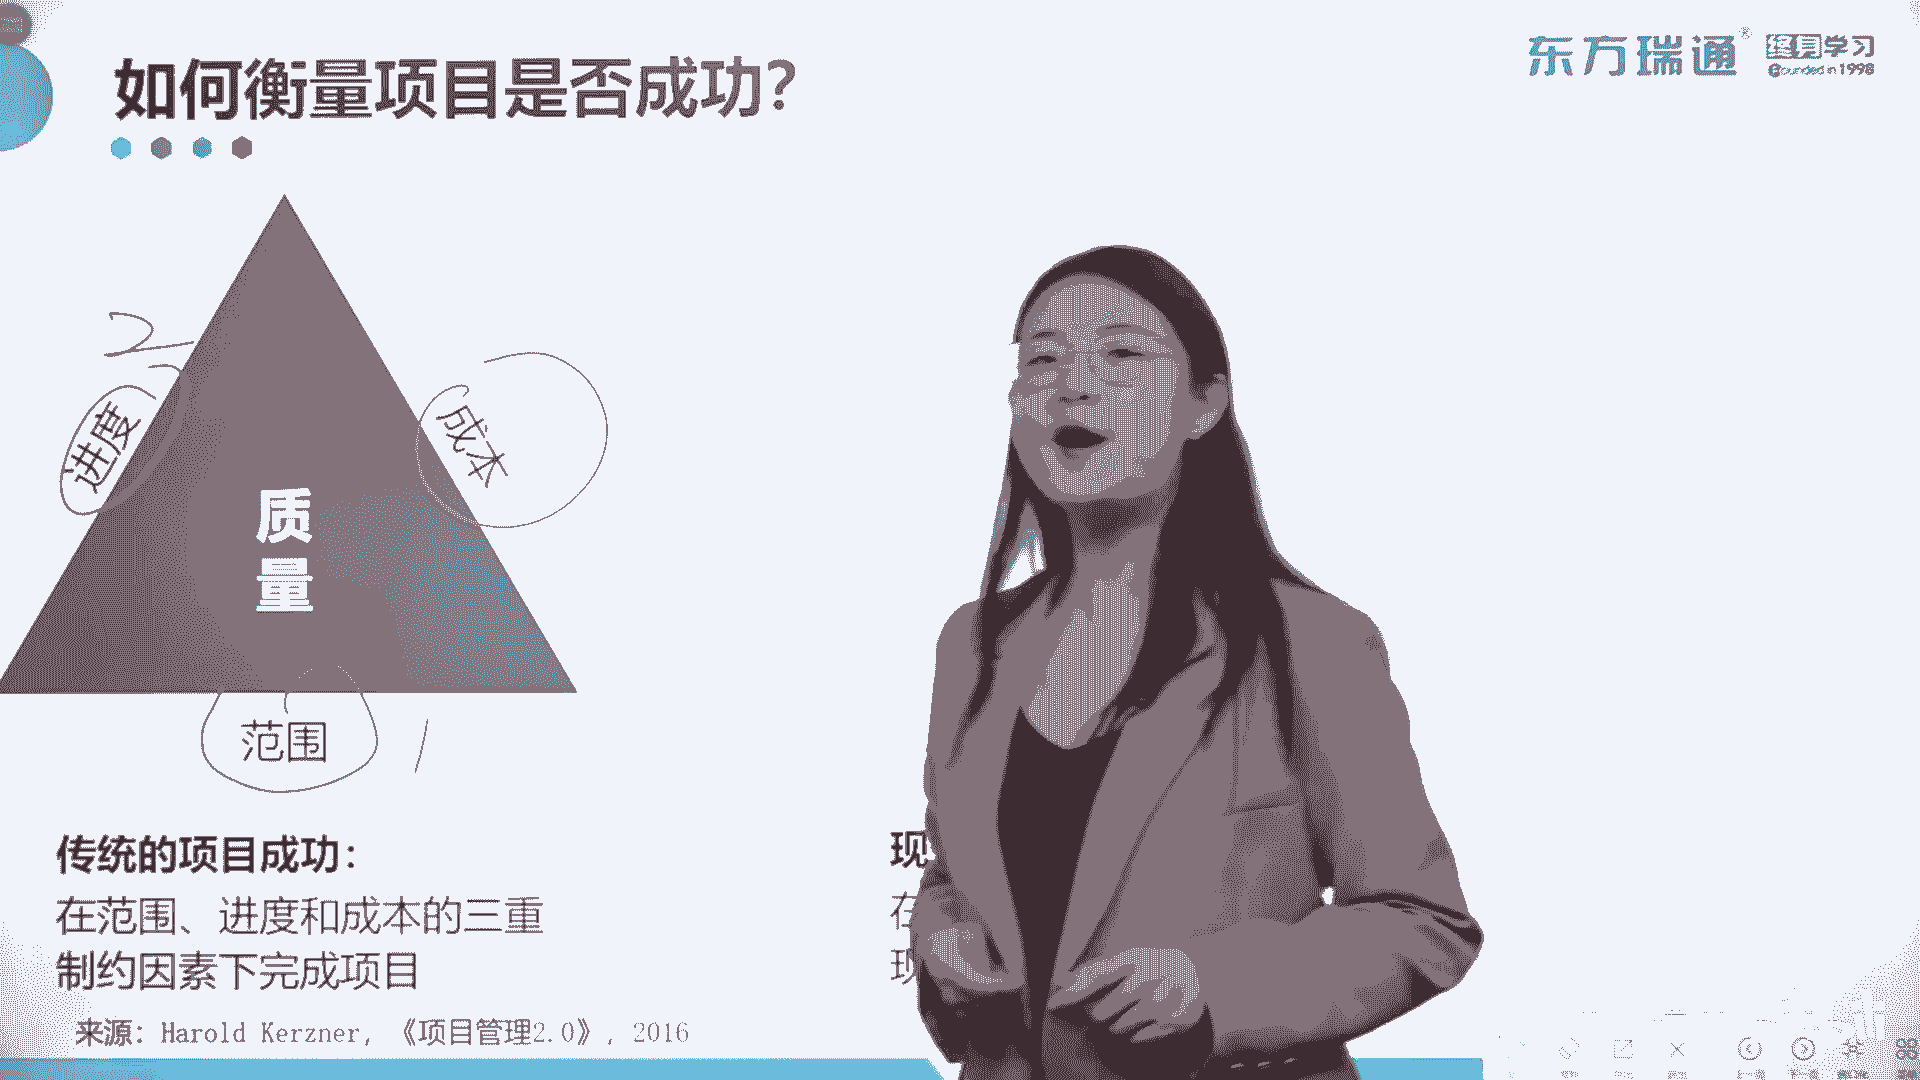 如何衡量项目是否成功？
东方瑞通®
终身学习
Founded in 1998
2
进度
成本
质
量
范围
传统的项目成功：
在范围、进度和成本的三重
制约因素下完成项目
现
在
现
来源：Harold Kerzner, 《项目管理2.0》, 2016